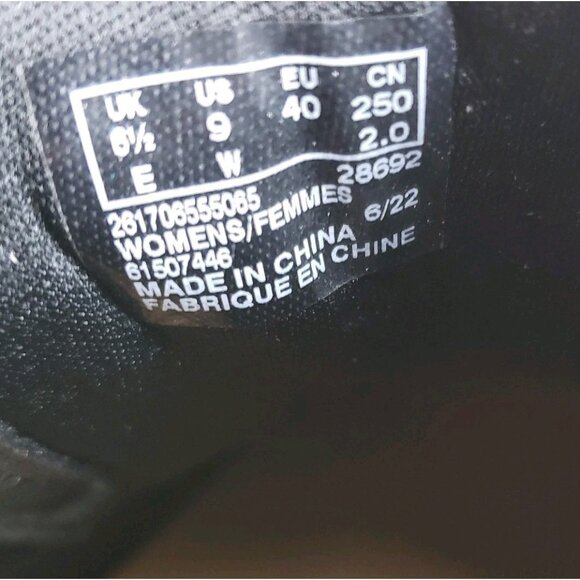 UK US EU CN
6½ 9 40 250
E W 2.0
261706555065 28692
WOMENS/FEMMES 6/22
61507446
MADE IN CHINA
FABRIQUE EN CHINE